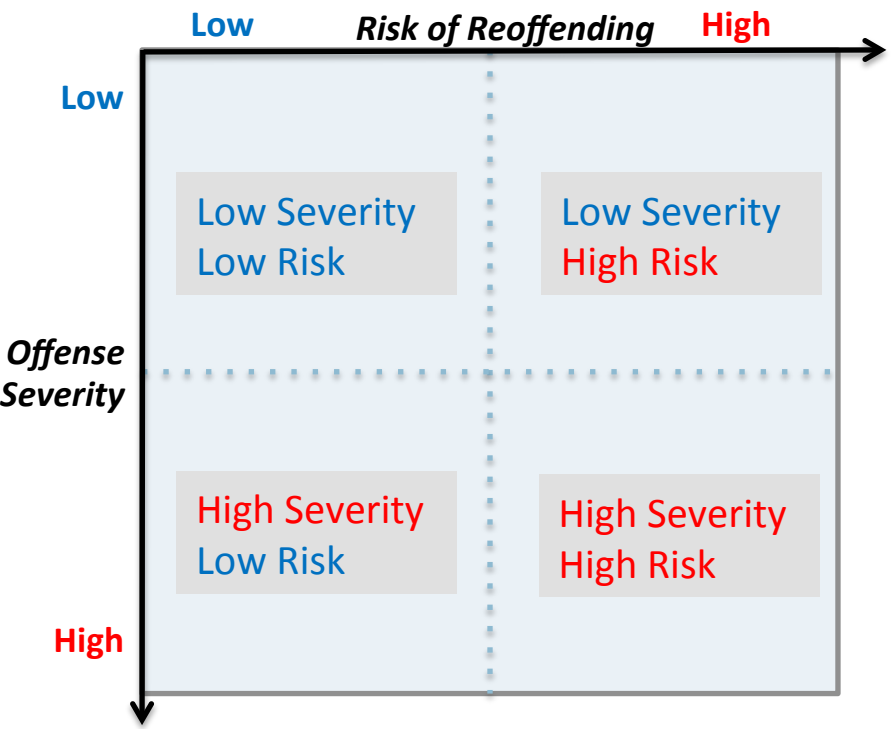 Low Risk of Reoffending High
Low
Low Severity
Low Risk
Low Severity
High Risk
Offense
Severity
High Severity
Low Risk
High Severity
High Risk
High